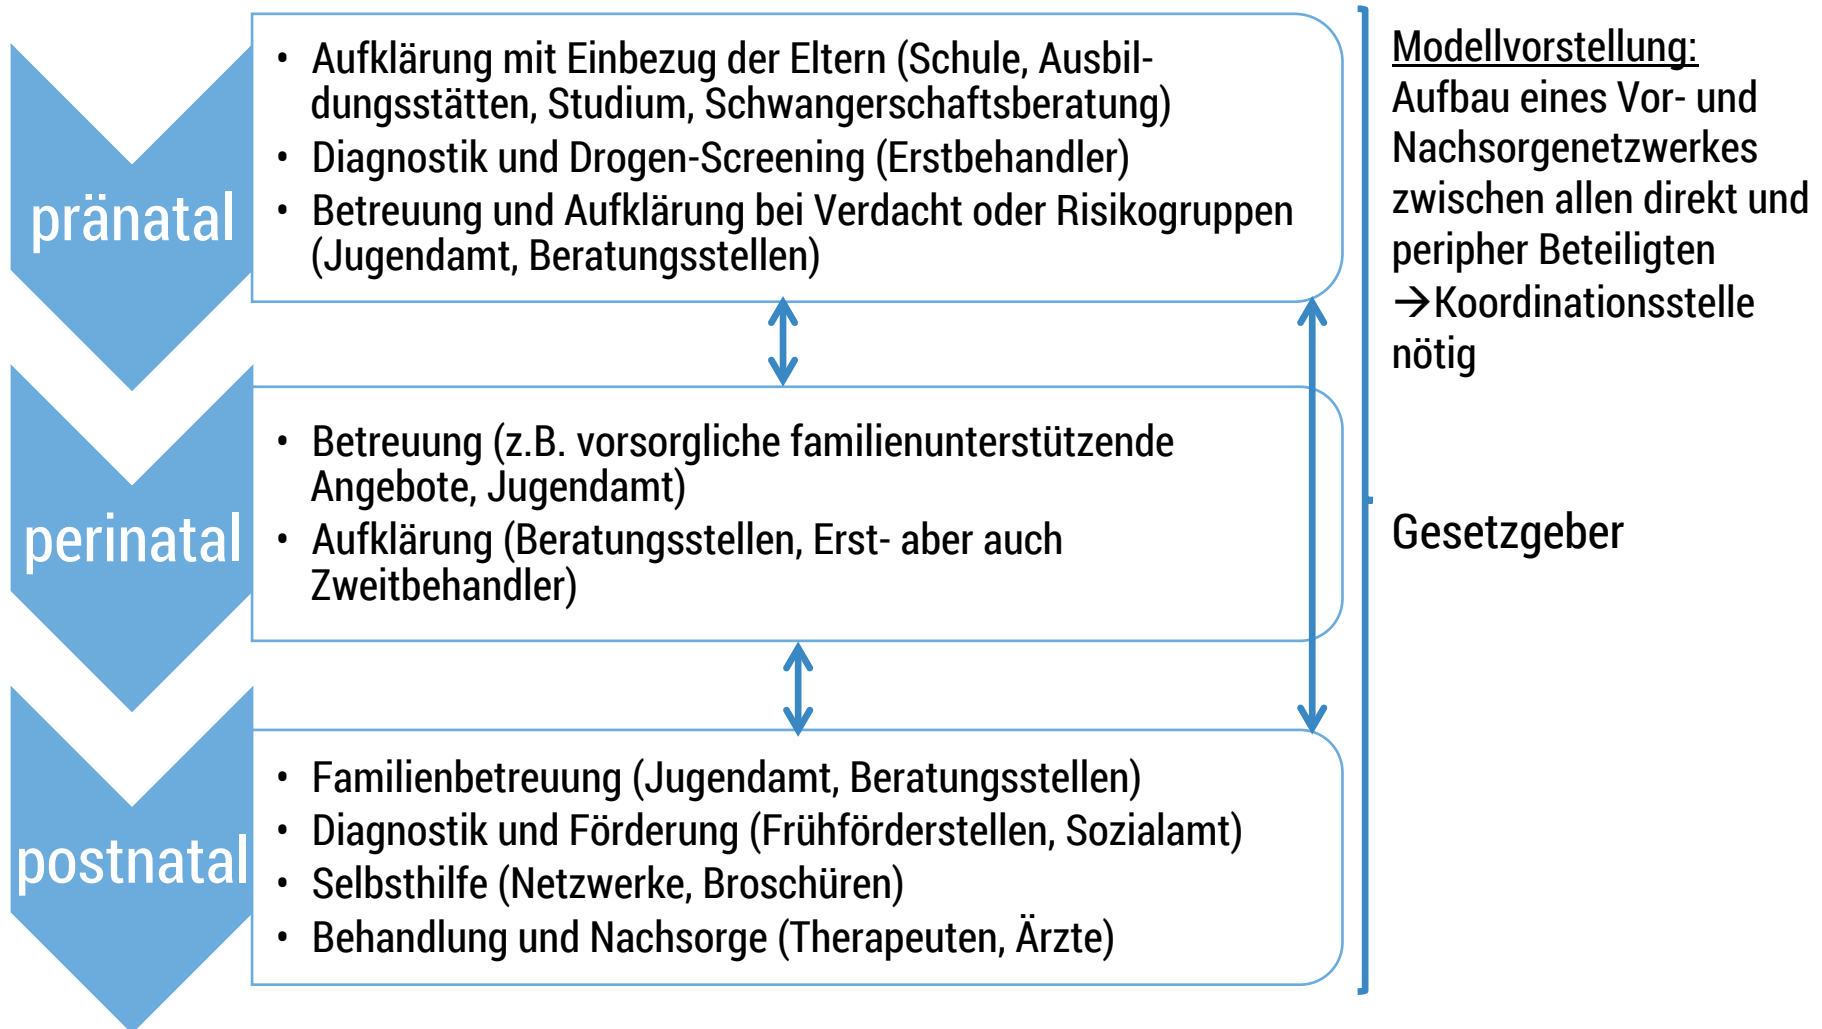 pränatal
• Aufklärung mit Einbezug der Eltern (Schule, Ausbil-
dungsstätten, Studium, Schwangerschaftsberatung)
• Diagnostik und Drogen-Screening (Erstbehandler)
• Betreuung und Aufklärung bei Verdacht oder Risikogruppen
(Jugendamt, Beratungsstellen)
perinatal
• Betreuung (z.B. vorsorgliche familienunterstützende
Angebote, Jugendamt)
• Aufklärung (Beratungsstellen, Erst- aber auch
Zweitbehandler)
postnatal
• Familienbetreuung (Jugendamt, Beratungsstellen)
• Diagnostik und Förderung (Frühförderstellen, Sozialamt)
• Selbsthilfe (Netzwerke, Broschüren)
• Behandlung und Nachsorge (Therapeuten, Ärzte)
Modellvorstellung:
Aufbau eines Vor- und
Nachsorgenetzwerkes
zwischen allen direkt und
peripher Beteiligten
→Koordinationsstelle
nötig
Gesetzgeber